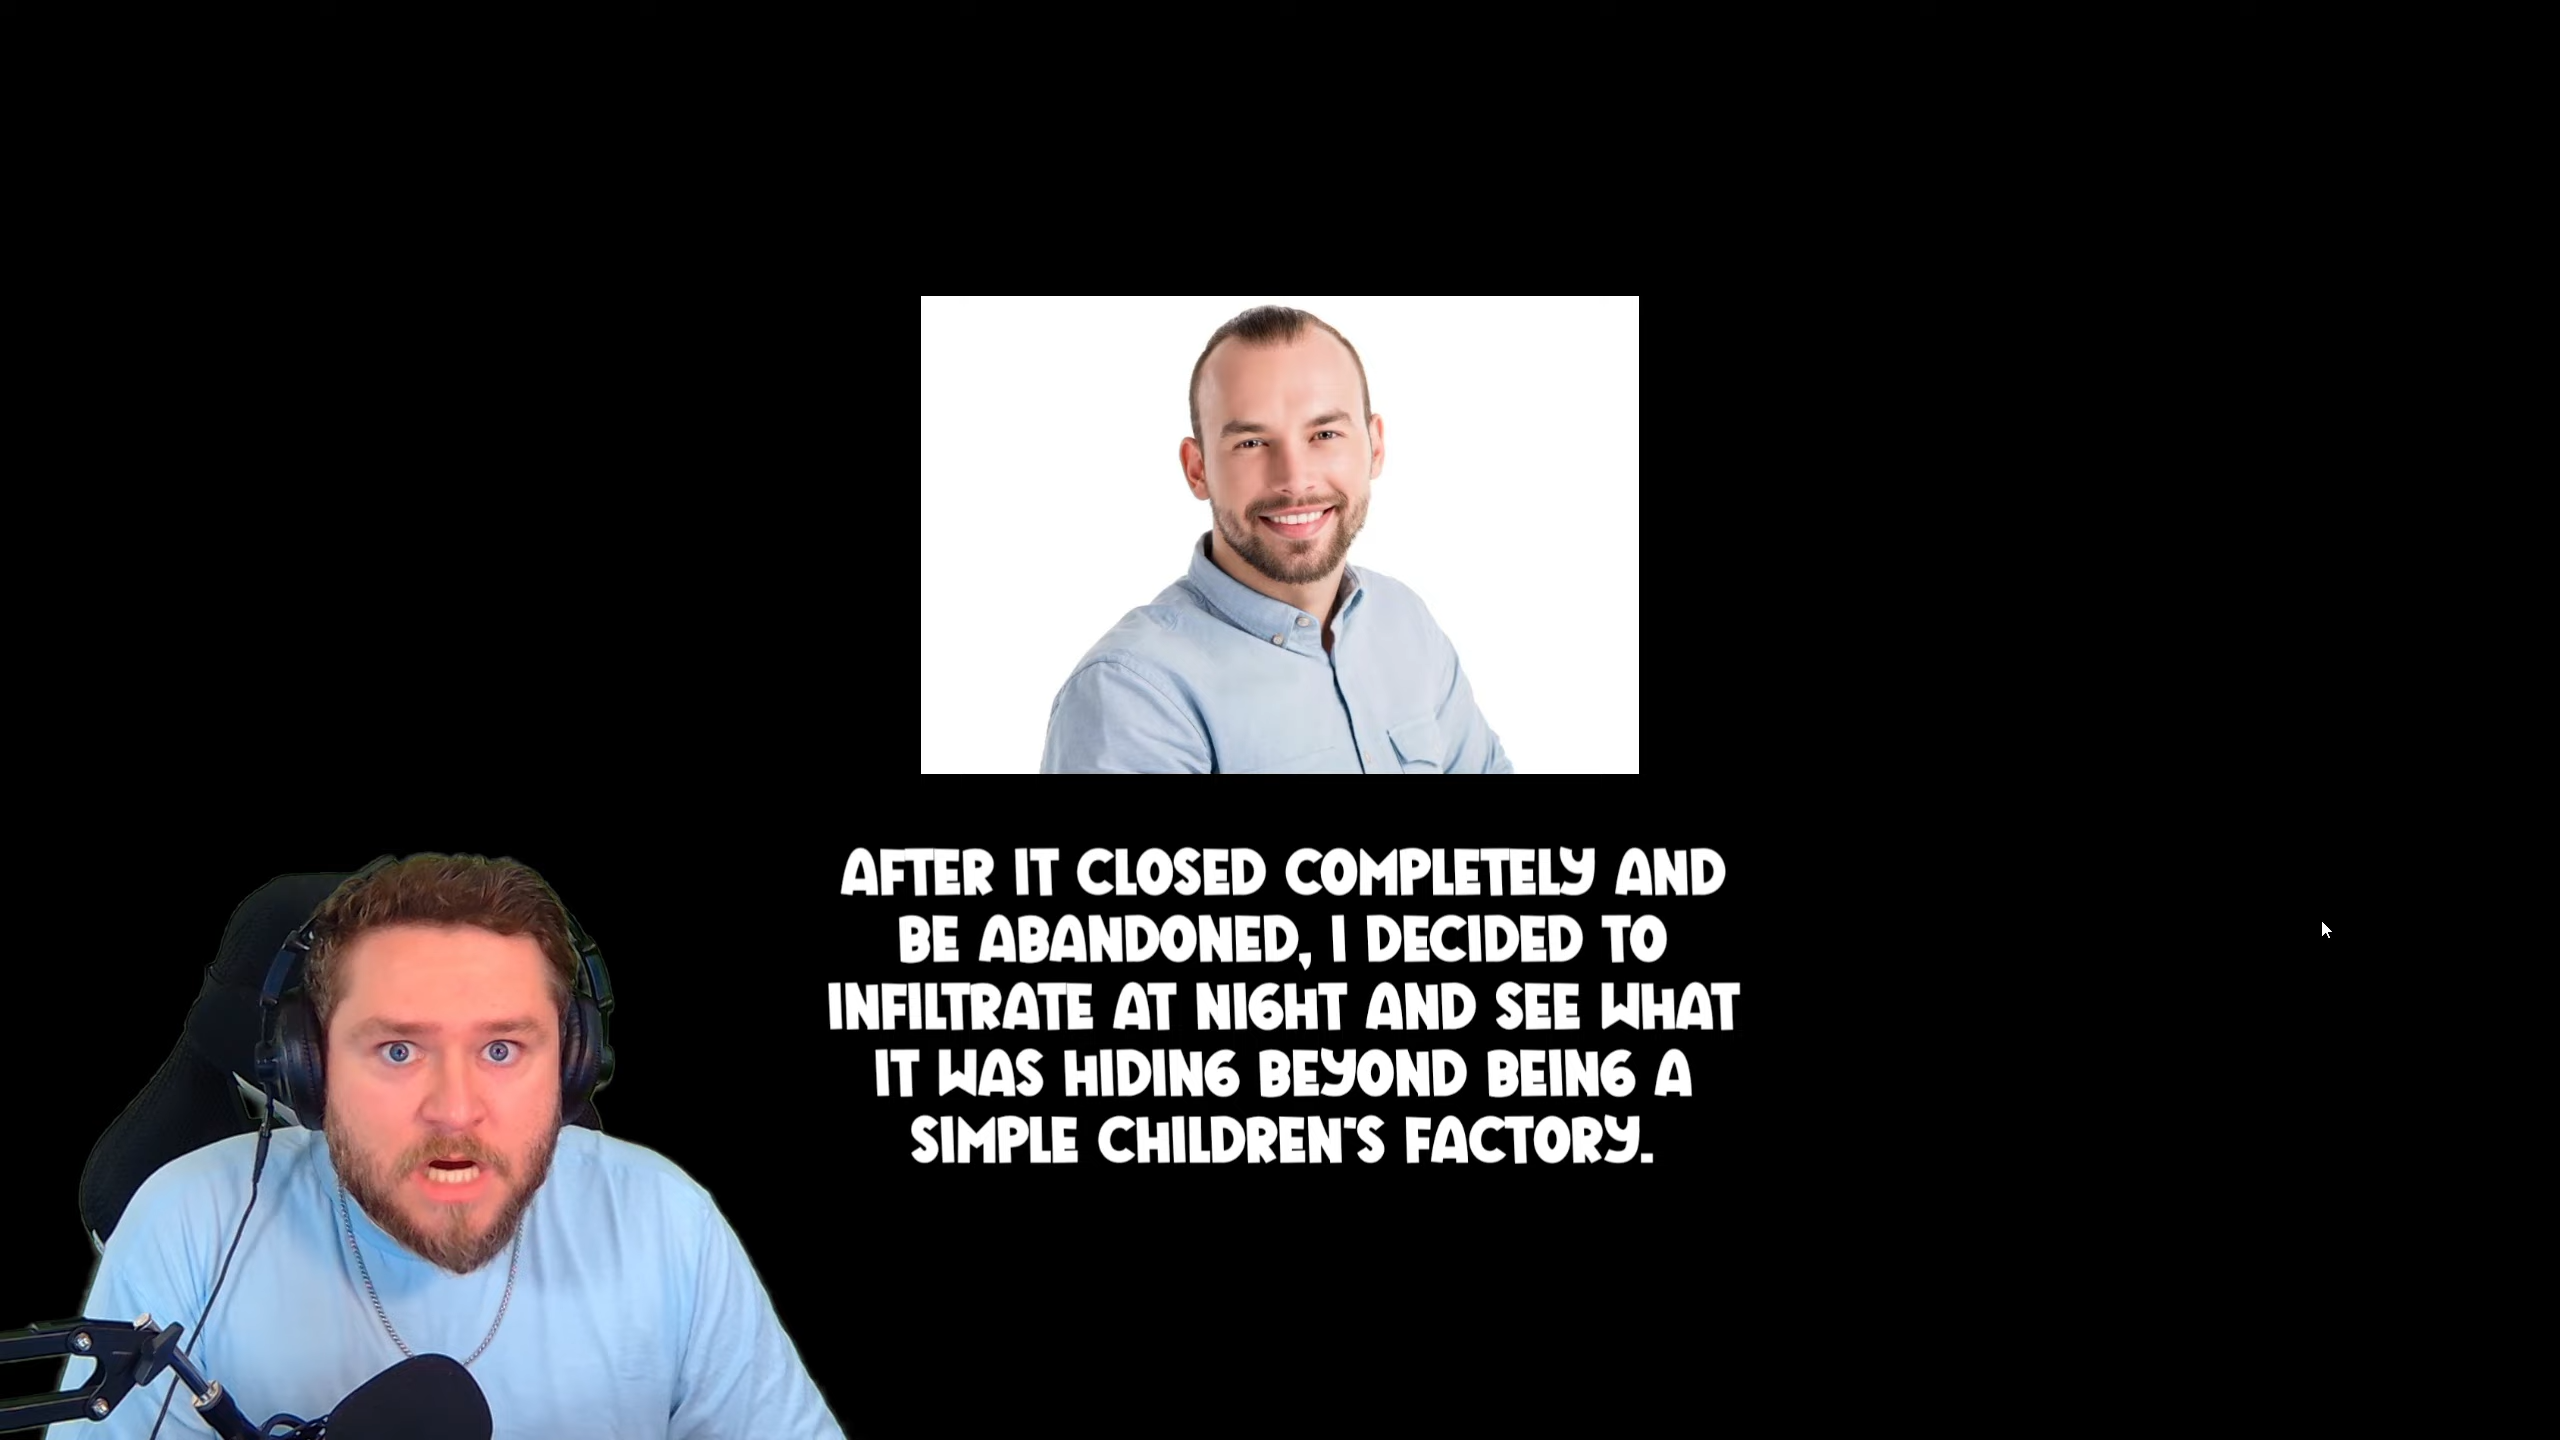 AFTER IT CLOSED COMPLETELY AND
BE ABANDONED, I DECIDED TO
INFILTRATE AT NIGHT AND SEE WHAT
IT WAS HIDING BEYOND BEING A
SIMPLE CHILDREN'S FACTORY.